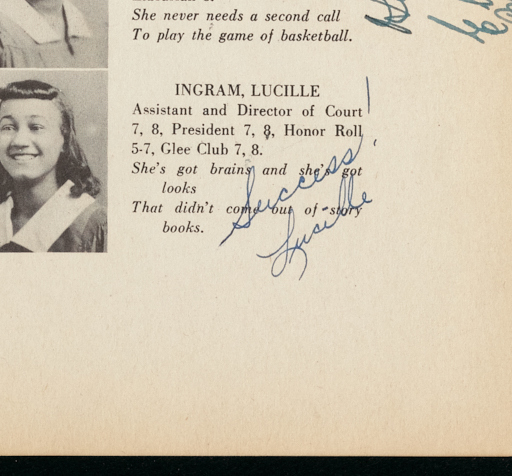 She never needs a second call
To play the game of basketball.
INGRAM, LUCILLE
Assistant and Director of Court
7, 8, President 7, 8, Honor Roll
5-7, Glee Club 7, 8.
She's got brains and she's got
looks
That didn't come out of story
books.
Success
Lucille